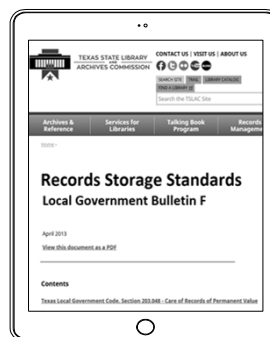 TEXAS STATE LIBRARY
AND
ARCHIVES COMMISSION
CONTACT US | VISIT US | ABOUT US
SEARCH SITE TRAIL LIBRARY CATALOG
FIND A LIBRARY
Search the TSLAC Site
Archives &
Reference
Services for
Libraries
Talking Book
Program
Records
Manageme
Home ›
Records Storage Standards
Local Government Bulletin F
April 2013
View this document as a PDF
Contents
Texas Local Government Code, Section 203.048 - Care of Records of Permanent Value